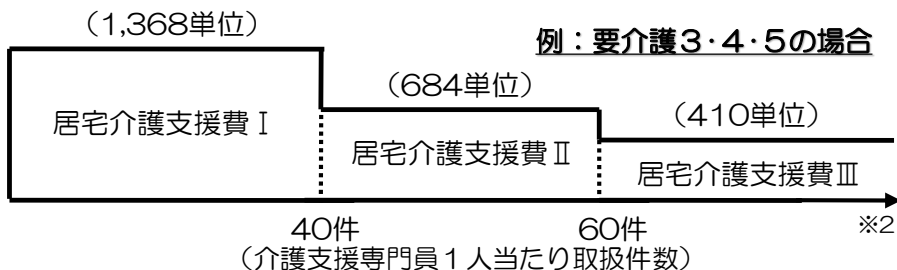 （1,368単位）
例：要介護３･４･５の場合
（684単位）
（410単位）
居宅介護支援費Ⅰ
居宅介護支援費Ⅱ
居宅介護支援費Ⅲ
40件
60件
※2
（介護支援専門員１人当たり取扱件数）